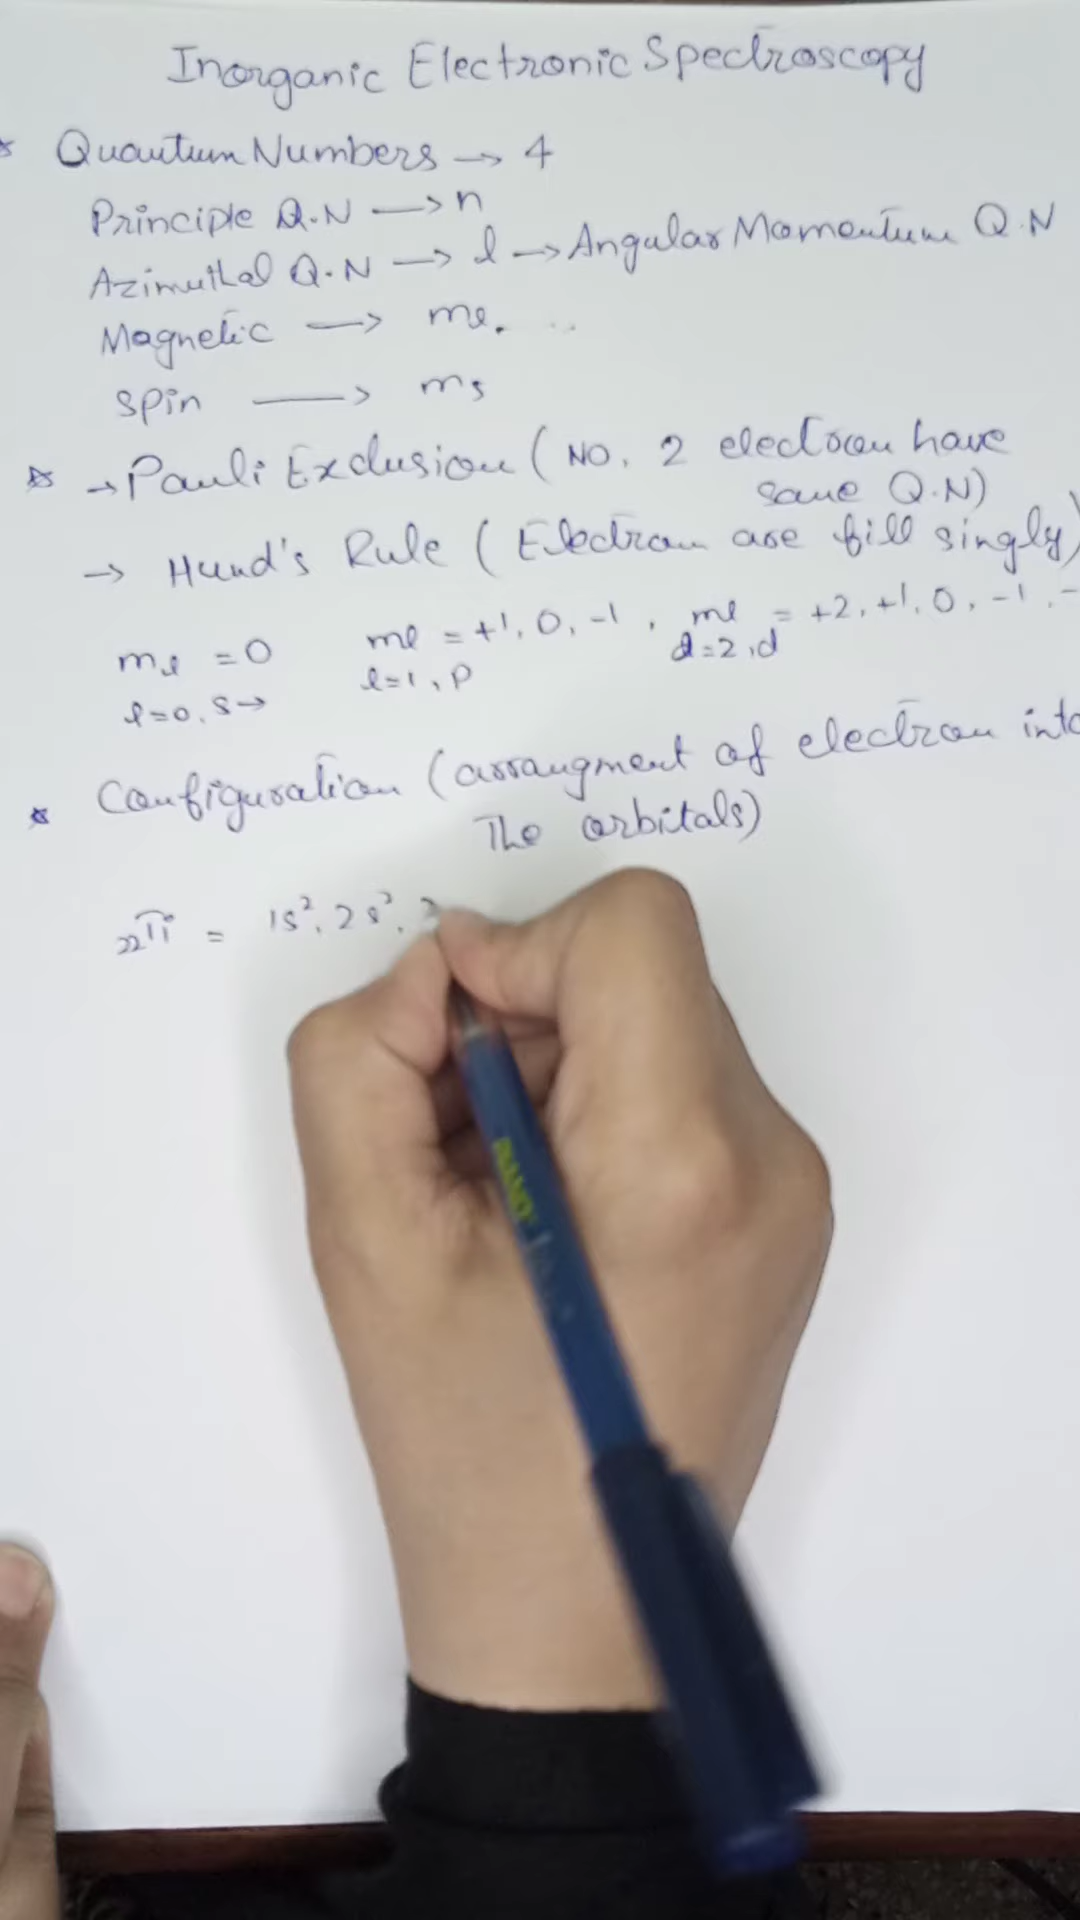 Inorganic Electronic Spectroscopy
Quantum Numbers → 4
Principle Q.N → n
Azimuthal Q.N → l → Angular Momentum Q.N
Magnetic → ml.
Spin → ms
→ Pauli Exclusion (NO. 2 electron have
same Q.N)
→ Hund's Rule (Electron are fill singly)
ml = 0 ml = +1, 0, -1, ml = +2, +1, 0, -1, -
l=0, s→ l=1, p l=2, d
Configuration (arrangment of electron into
The orbitals)
22Ti = 1s², 2s²,